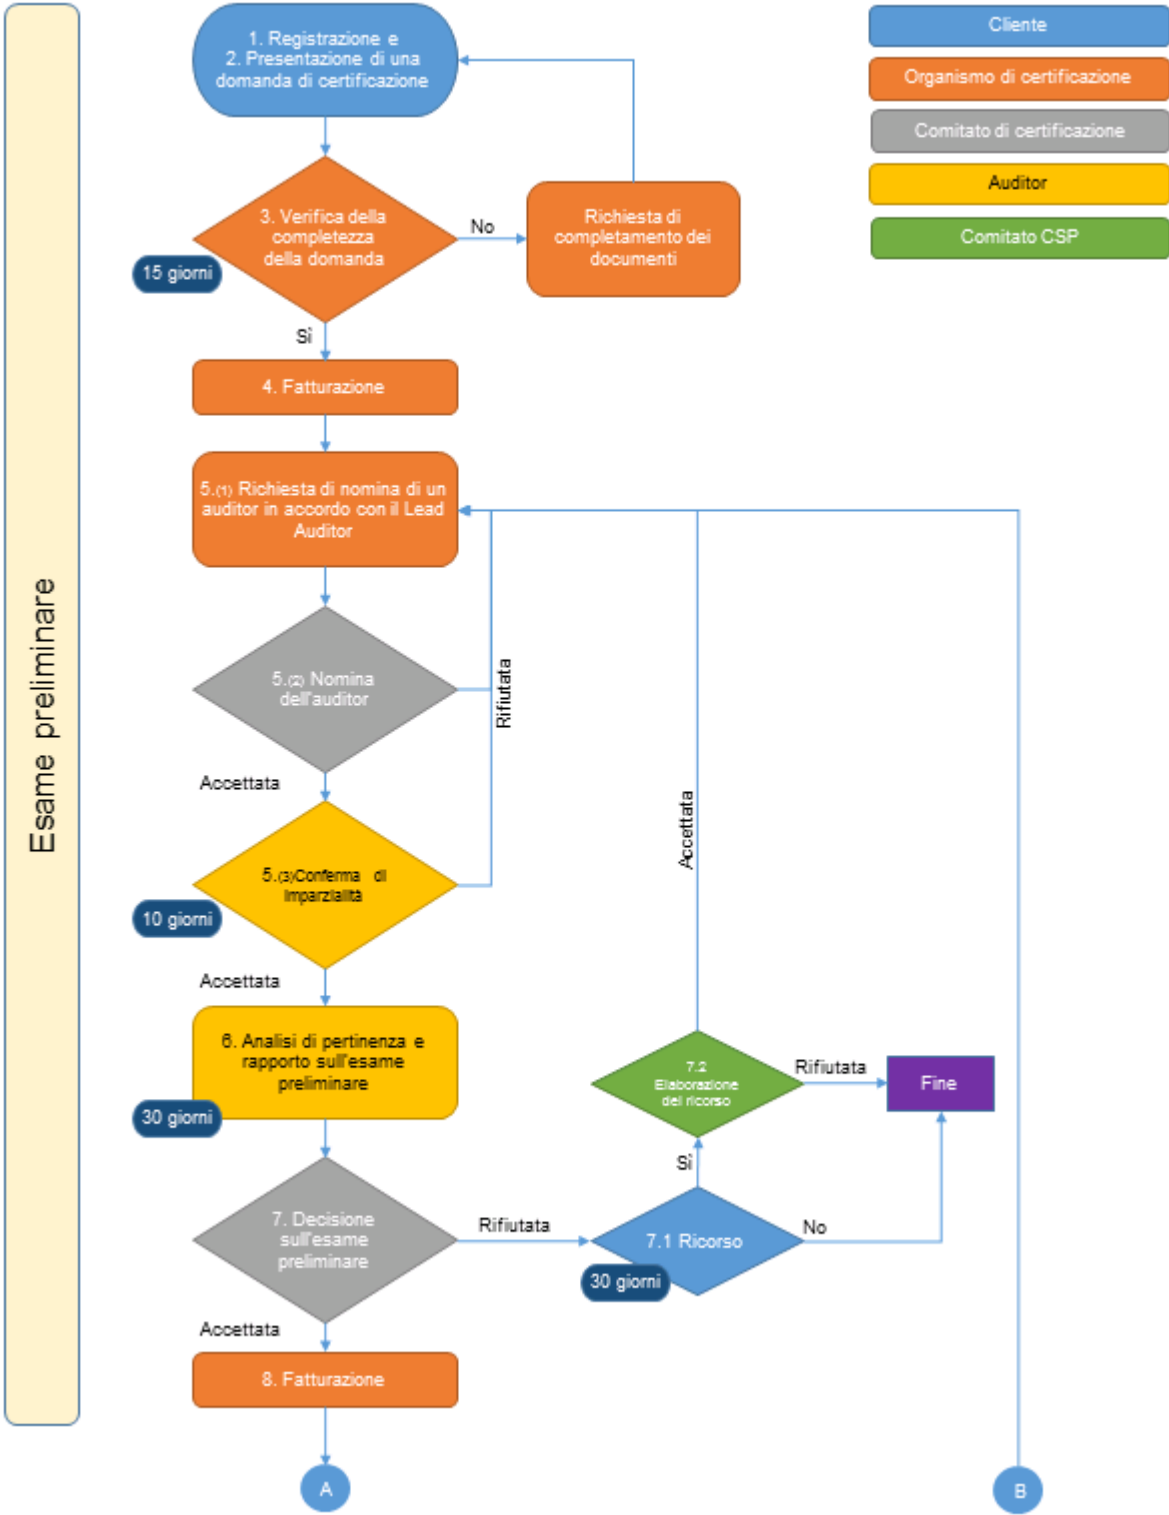 Esame preliminare
1. Registrazione e
2. Presentazione di una
domanda di certificazione
Cliente
Organismo di certificazione
Comitato di certificazione
Auditor
Comitato CSP
3. Verifica della
completezza
della domanda
15 giorni
No
Richiesta di
completamento dei
documenti
Sì
4. Fatturazione
5.(1) Richiesta di nomina di un
auditor in accordo con il Lead
Auditor
5.(2) Nomina
dell'auditor
Rifiutata
Accettata
5.(3)Conferma di
Imparzialità
10 giorni
Accettata
Accettata
6. Analisi di pertinenza e
rapporto sull'esame
preliminare
30 giorni
7.2
Elaborazione
del ricorso
Rifiutata
Fine
Sì
7. Decisione
sull'esame
preliminare
Rifiutata
7.1 Ricorso
30 giorni
No
Accettata
8. Fatturazione
A
B